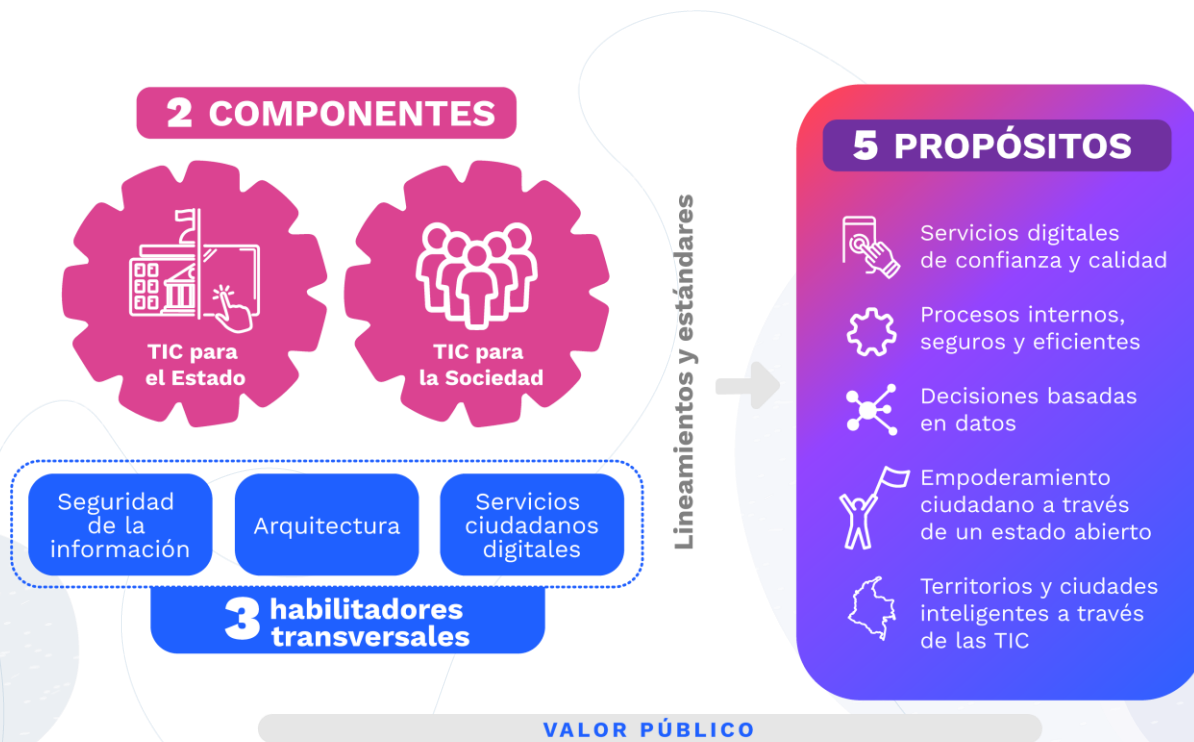 2 COMPONENTES
TIC para
el Estado
TIC para
la Sociedad
Seguridad
de la
información
Arquitectura
Servicios
ciudadanos
digitales
3 habilitadores
transversales
Lineamientos y estándares
5 PROPÓSITOS
Servicios digitales
de confianza y calidad
Procesos internos,
seguros y eficientes
Decisiones basadas
en datos
Empoderamiento
ciudadano a través
de un estado abierto
Territorios y ciudades
inteligentes a través
de las TIC
VALOR PÚBLICO